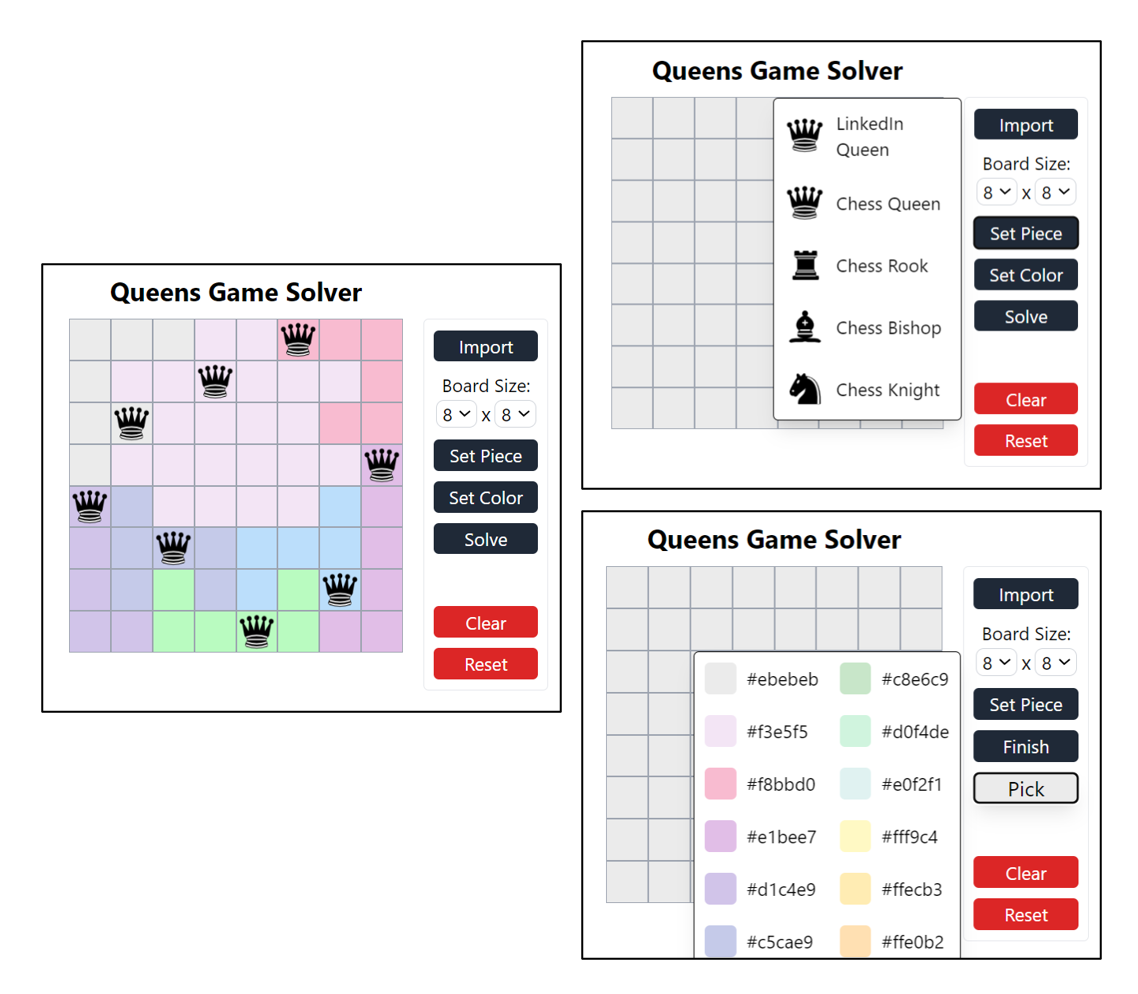 Queens Game Solver
Import
Board Size:
8 x 8
Set Piece
Set Color
Solve
Clear
Reset
Queens Game Solver
LinkedIn
Queen
Chess Queen
Chess Rook
Chess Bishop
Chess Knight
Import
Board Size:
8 x 8
Set Piece
Set Color
Solve
Clear
Reset
Queens Game Solver
#ebebeb #c8e6c9
#f3e5f5 #d0f4de
#f8bbd0 #e0f2f1
#e1bee7 #fff9c4
#d1c4e9 #ffecb3
#c5cae9 #ffe0b2
Import
Board Size:
8 x 8
Set Piece
Finish
Pick
Clear
Reset